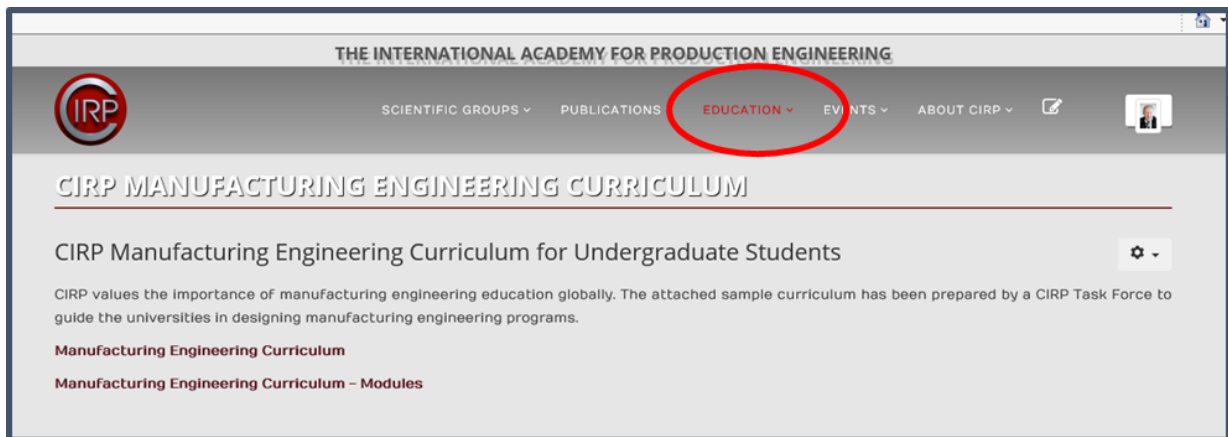 THE INTERNATIONAL ACADEMY FOR PRODUCTION ENGINEERING
CIRP
SCIENTIFIC GROUPS PUBLICATIONS EDUCATION EVENTS ABOUT CIRP
CIRP MANUFACTURING ENGINEERING CURRICULUM
CIRP Manufacturing Engineering Curriculum for Undergraduate Students
CIRP values the importance of manufacturing engineering education globally. The attached sample curriculum has been prepared by a CIRP Task Force to
guide the universities in designing manufacturing engineering programs.
Manufacturing Engineering Curriculum
Manufacturing Engineering Curriculum – Modules